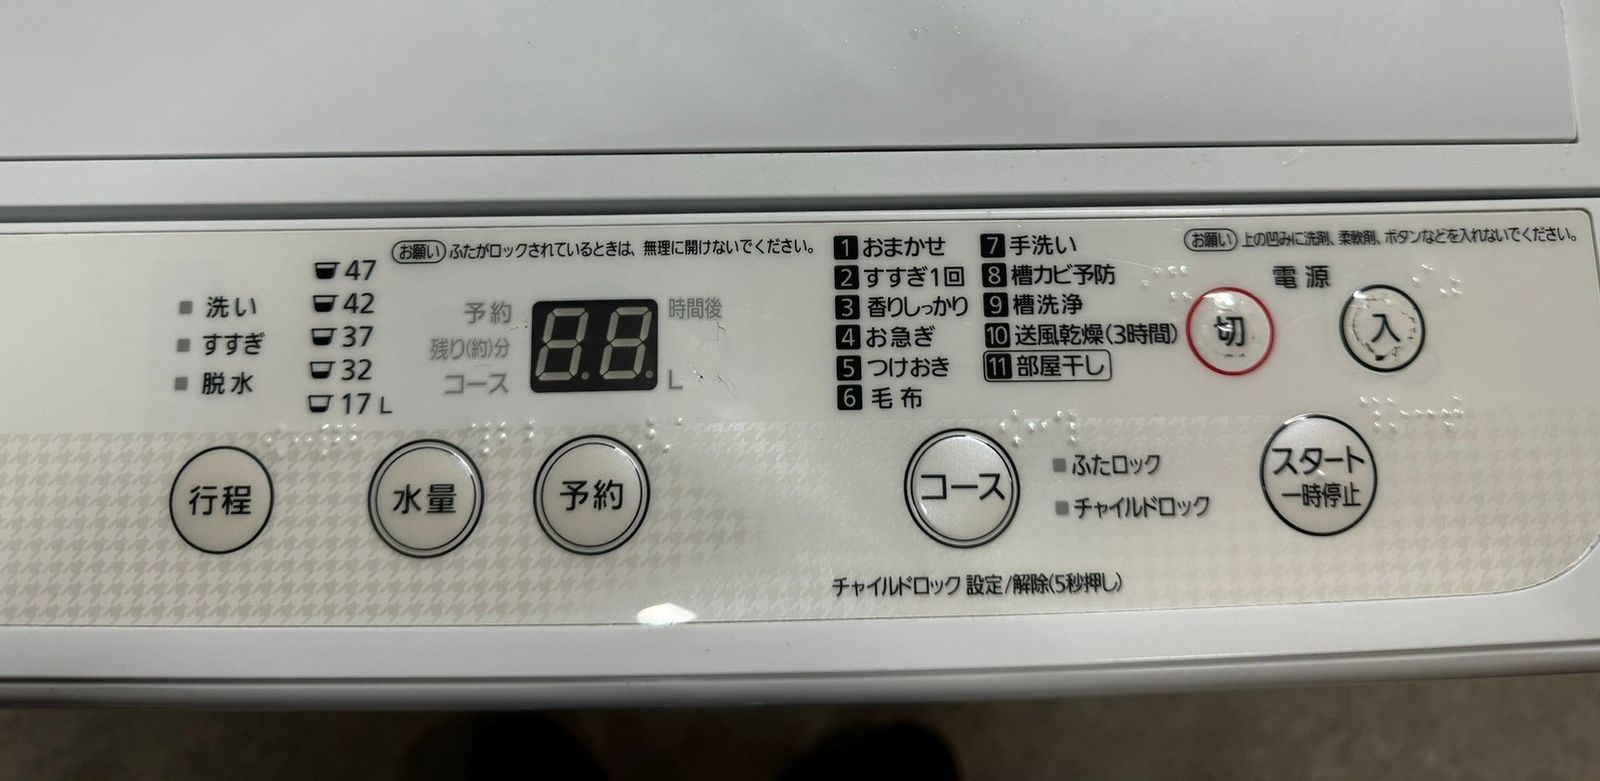 お願い ふたがロックされているときは、無理に開けないでください。
洗い
すすぎ
脱水
47
42
37
32
17 L
予約
残り(約)分
コース
88
時間後
L
1 おまかせ
2 すすぎ1回
3 香りしっかり
4 お急ぎ
5 つけおき
6 毛布
7 手洗い
8 槽カビ予防
9 槽洗浄
10 送風乾燥(3時間)
11 部屋干し
お願い 上の凹みに洗剤、柔軟剤、ボタンなどを入れないでください。
電源
切
入
行程
水量
予約
コース
ふたロック
チャイルドロック
スタート
一時停止
チャイルドロック 設定/解除(5秒押し)